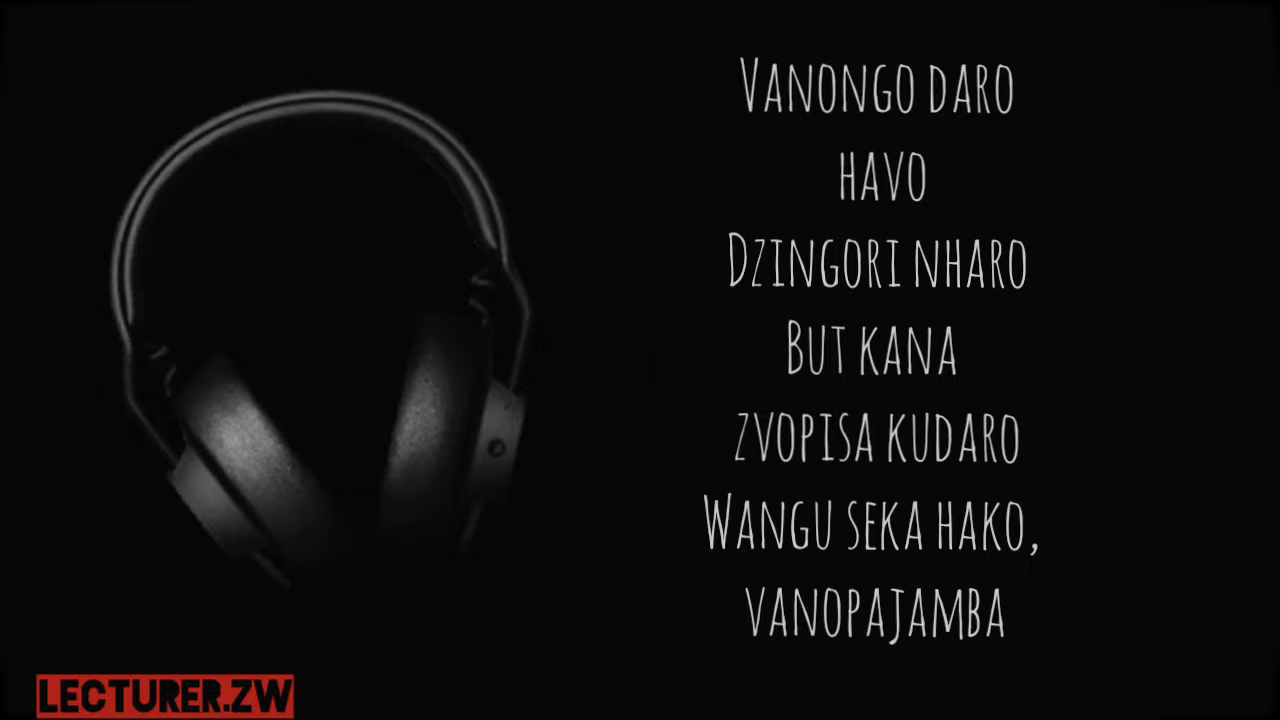 Vanongo daro
havo
Dzingori nharo
But kana
zvopisa kudaro
Wangu seka hako,
vanopajamba
LECTURER.ZW